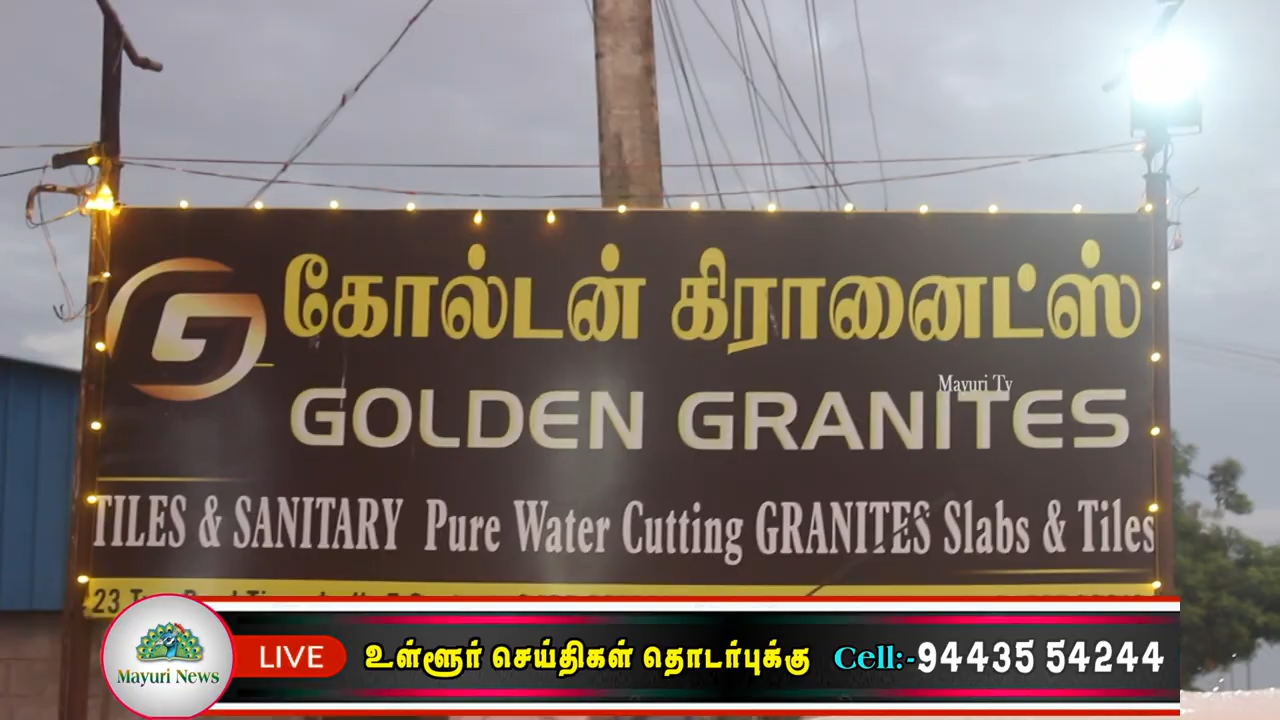 கோல்டன் கிரானைட்ஸ்
G
Mayuri Tv
GOLDEN GRANITES
TILES & SANITARY Pure Water Cutting GRANITES Slabs & Tiles
23
Mayuri News
LIVE உள்ளூர் செய்திகள் தொடர்புக்கு Cell:-94435 54244